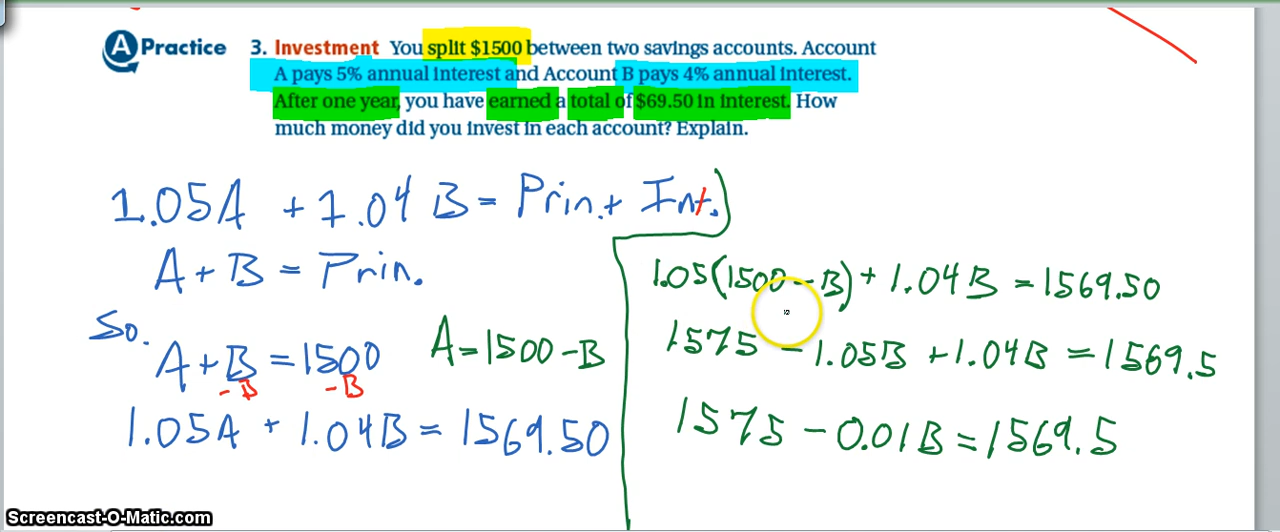 A Practice 3. Investment You split $1500 between two savings accounts. Account
A pays 5% annual interest and Account B pays 4% annual interest.
After one year, you have earned a total of $69.50 in interest. How
much money did you invest in each account? Explain.
1.05A + 1.04B = Prin. + Int.
A + B = Prin.
So.
A + B = 1500
-B -B
A = 1500 - B
1.05A + 1.04B = 1569.50
1.05(1500 - B) + 1.04B = 1569.50
1575 - 1.05B + 1.04B = 1569.5
1575 - 0.01B = 1569.5
Screencast-O-Matic.com